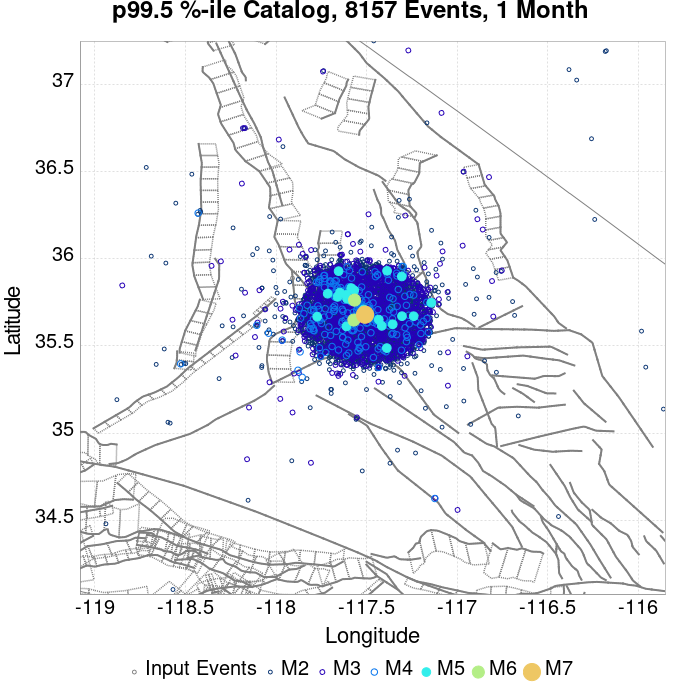 p99.5 %-ile Catalog, 8157 Events, 1 Month
37
36.5
36
35.5
35
34.5
Latitude
-119 -118.5 -118 -117.5 -117 -116.5 -116
Longitude
Input Events M2 M3 M4 M5 M6 M7